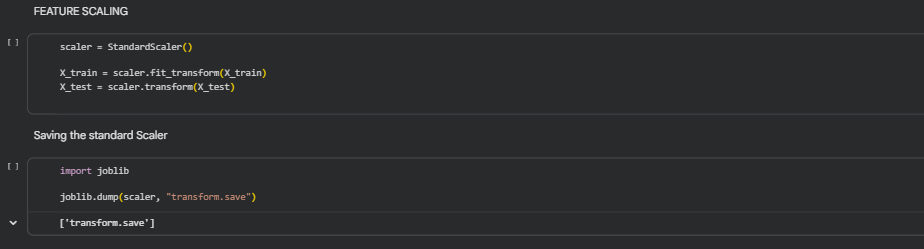 FEATURE SCALING
[ ]
scaler = StandardScaler()
X_train = scaler.fit_transform(X_train)
X_test = scaler.transform(X_test)
Saving the standard Scaler
[ ]
import joblib
joblib.dump(scaler, "transform.save")
['transform.save']